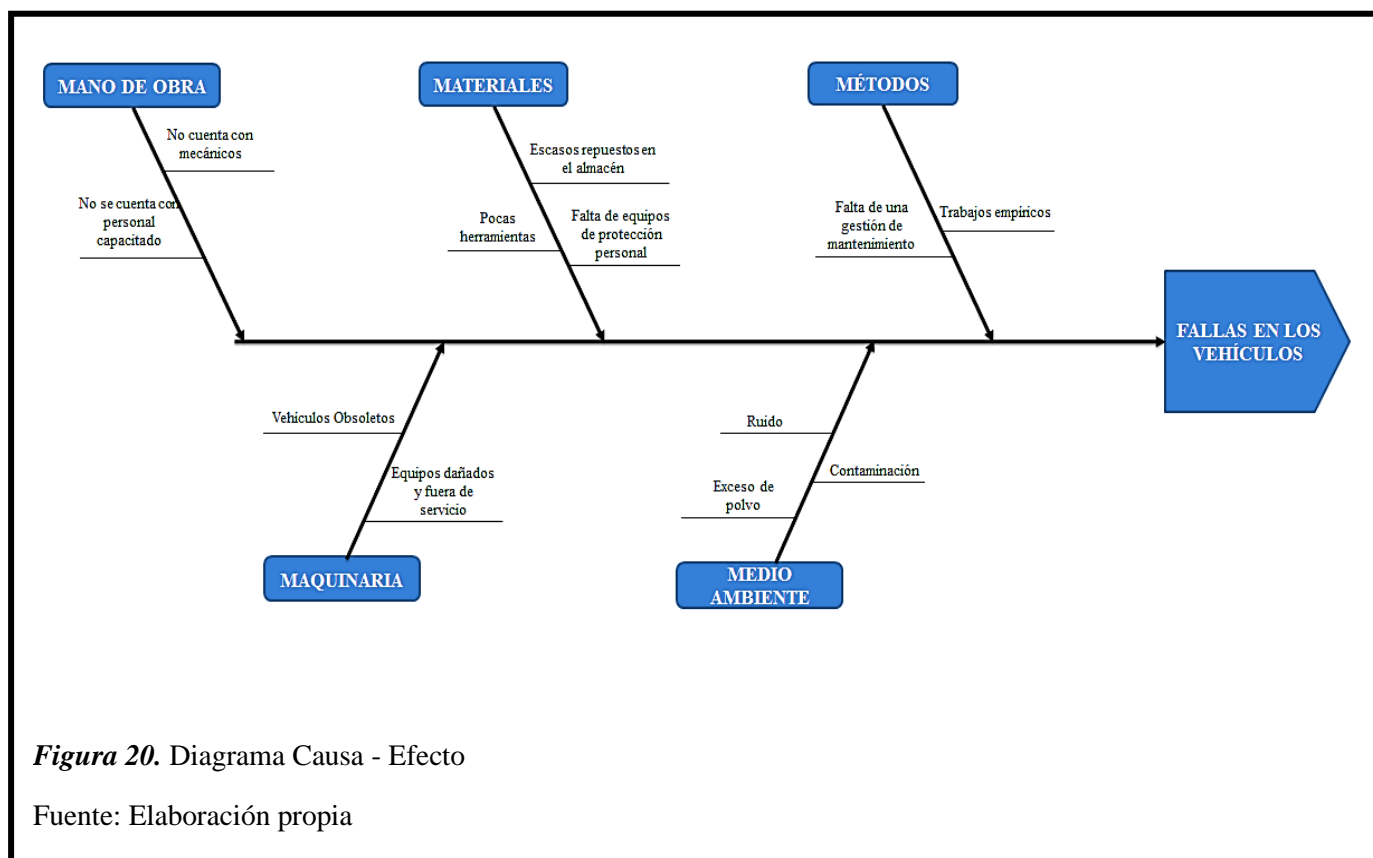 MANO DE OBRA
No cuenta con
mecánicos
No se cuenta con
personal
capacitado
MATERIALES
Escasos repuestos en
el almacén
Pocas
herramientas
Falta de equipos
de protección
personal
MÉTODOS
Falta de una
gestión de
mantenimiento
Trabajos empíricos
FALLAS EN LOS
VEHÍCULOS
Vehículos Obsoletos
Equipos dañados
y fuera de
servicio
MAQUINARIA
Ruido
Contaminación
Exceso de
polvo
MEDIO
AMBIENTE
Figura 20. Diagrama Causa - Efecto
Fuente: Elaboración propia